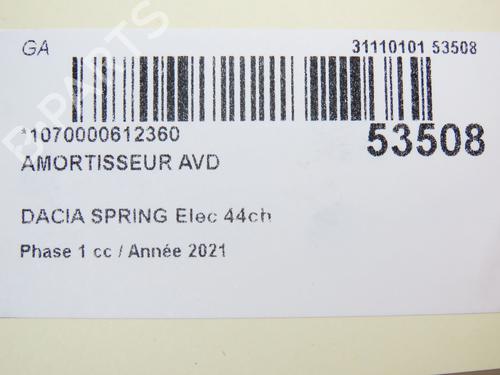 GA 31110101 53508
*1070000612360 53508
AMORTISSEUR AVD
DACIA SPRING Elec 44ch
Phase 1 cc / Année 2021